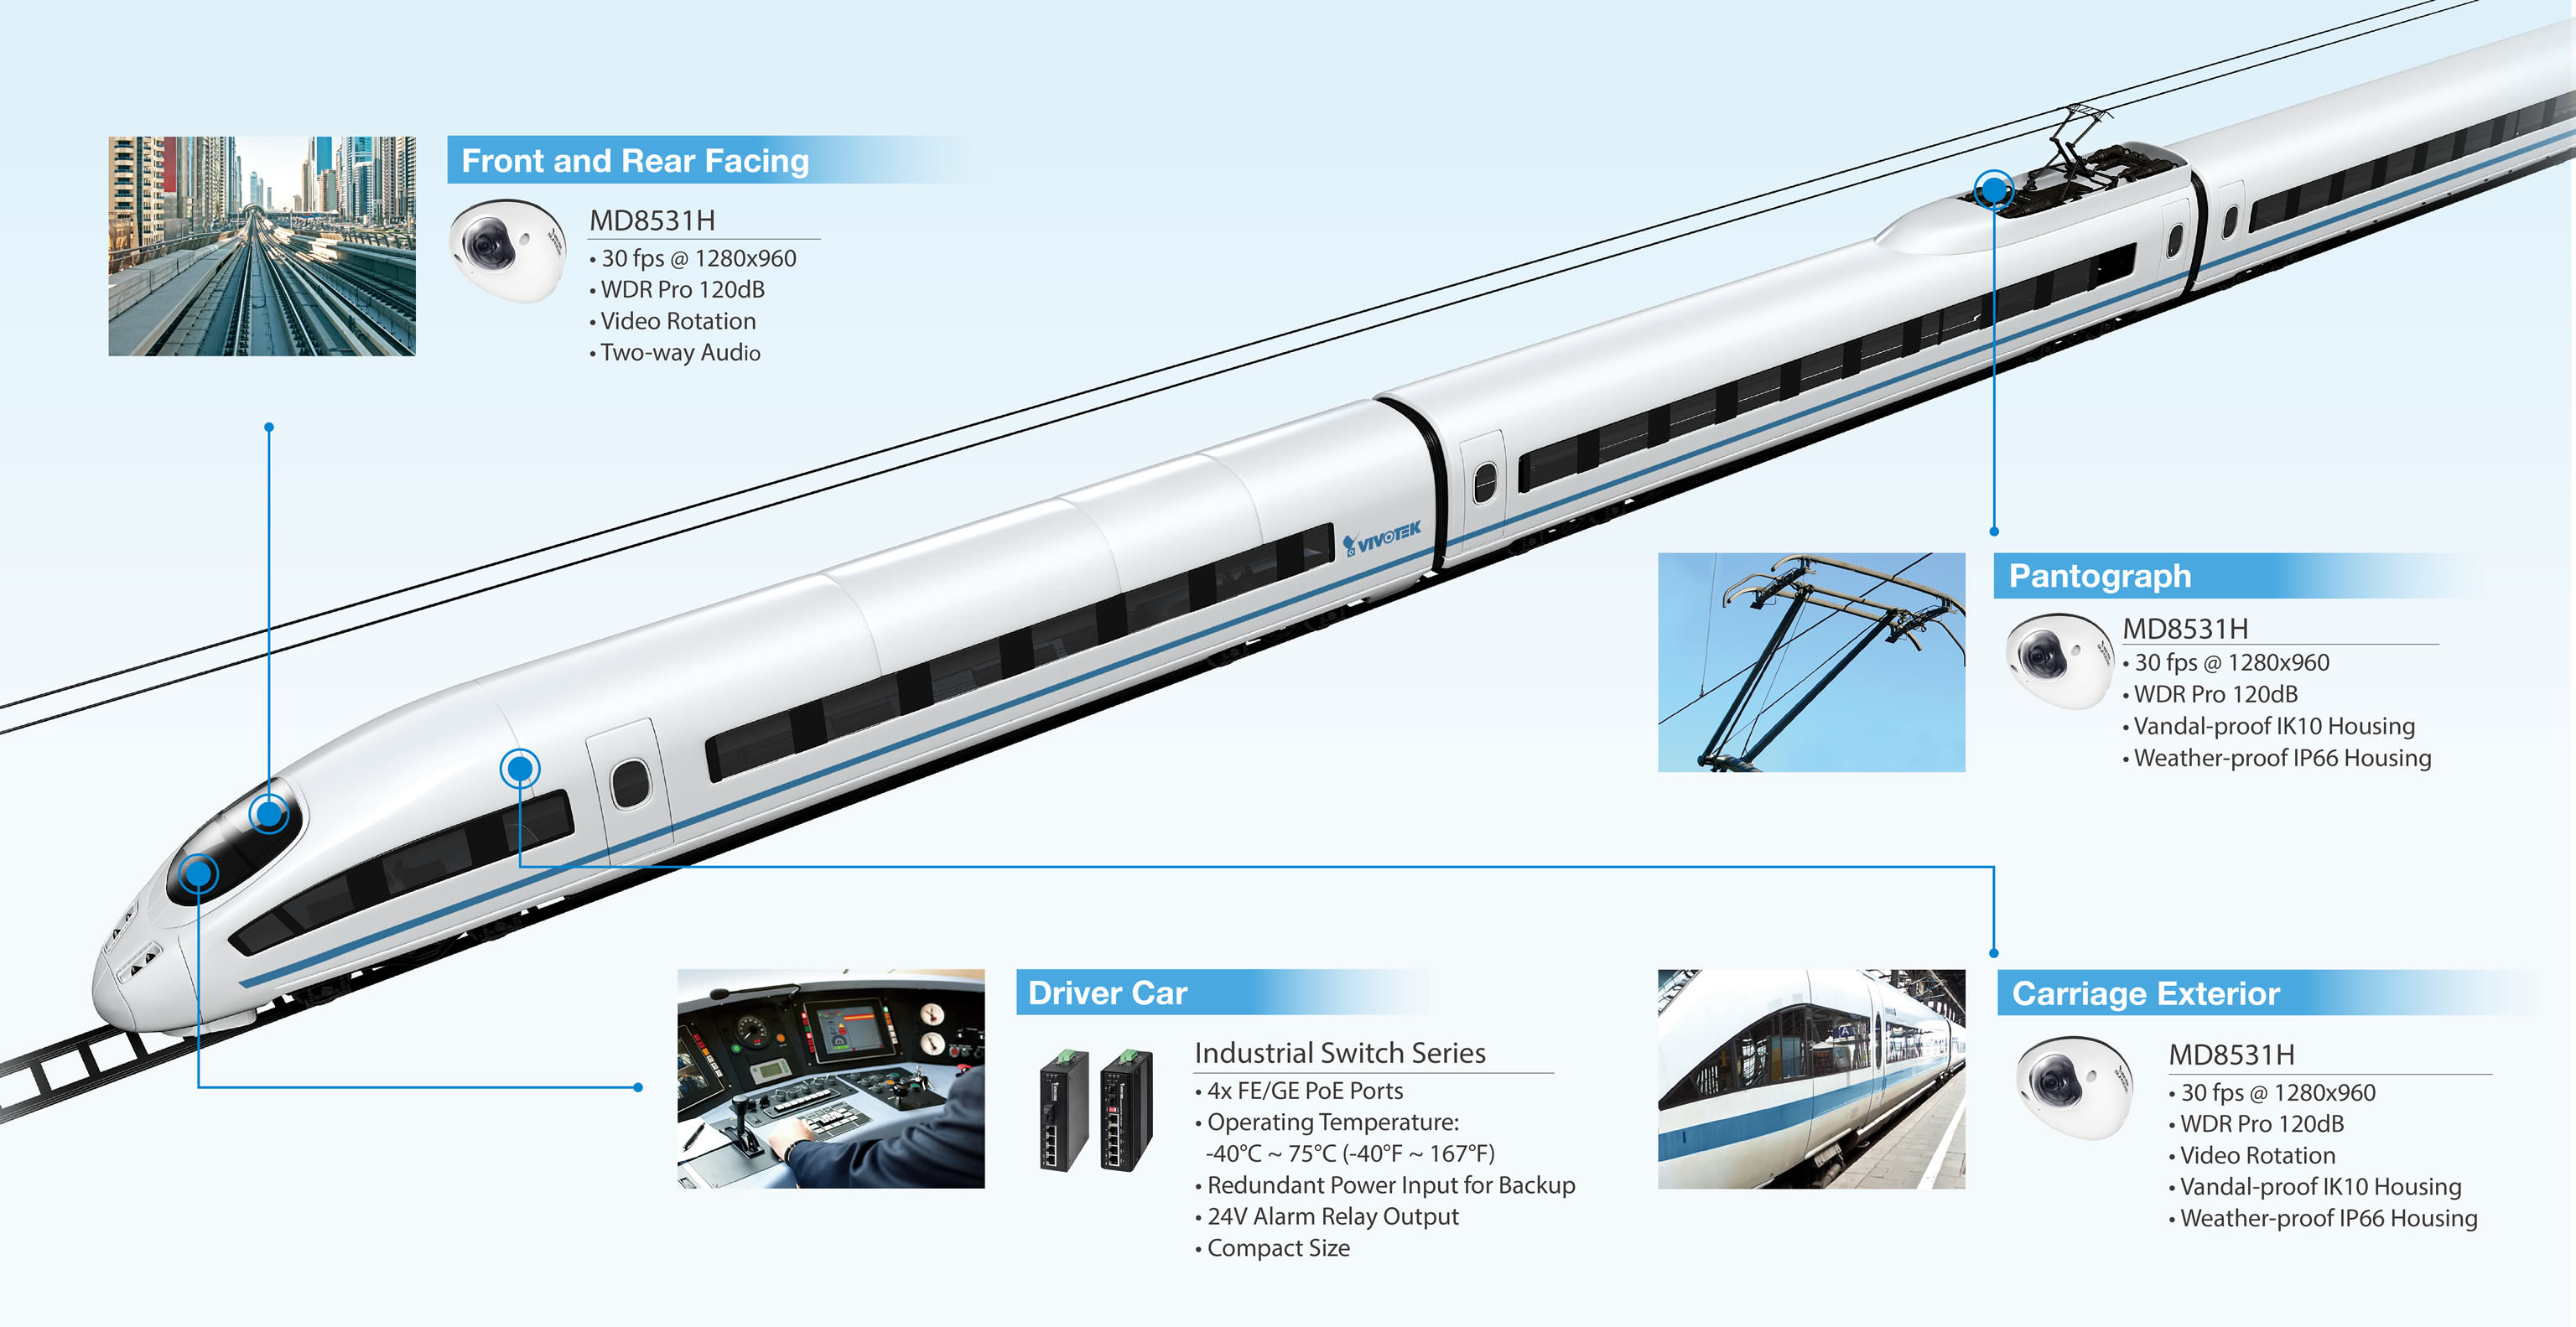 Front and Rear Facing
MD8531H
• 30 fps @ 1280x960
• WDR Pro 120dB
• Video Rotation
• Two-way Audio
VIVOTEK
Pantograph
MD8531H
• 30 fps @ 1280x960
• WDR Pro 120dB
• Vandal-proof IK10 Housing
• Weather-proof IP66 Housing
Driver Car
Industrial Switch Series
• 4x FE/GE PoE Ports
• Operating Temperature:
-40°C ~ 75°C (-40°F ~ 167°F)
• Redundant Power Input for Backup
• 24V Alarm Relay Output
• Compact Size
A
Carriage Exterior
MD8531H
• 30 fps @ 1280x960
• WDR Pro 120dB
• Video Rotation
• Vandal-proof IK10 Housing
• Weather-proof IP66 Housing